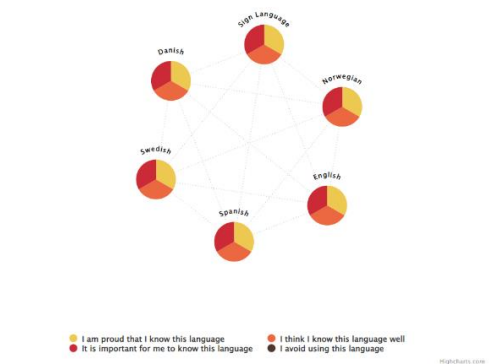 Sign Language
Danish
Norwegian
Swedish
English
Spanish
I am proud that I know this language
I think I know this language well
It is important for me to know this language
I avoid using this language
Highcharts.com